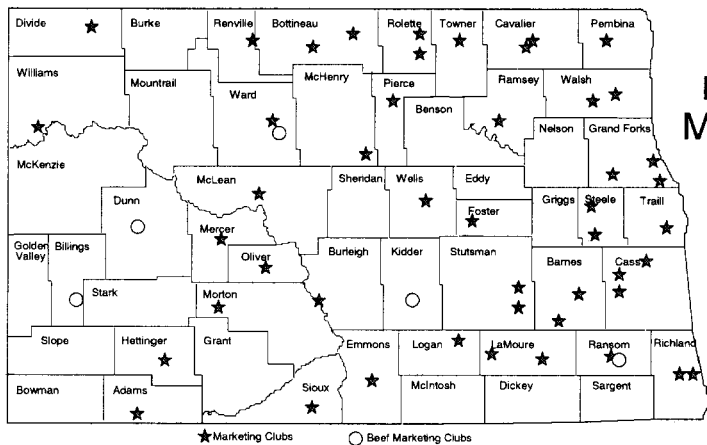 Divide Burke Renville Bottineau Rolette Towner Cavalier Pembina
Williams Mountrail Ward McHenry Pierce Benson Ramsey Walsh
Nelson Grand Forks
McKenzie McLean Sheridan Wells Eddy
Dunn Mercer Foster Griggs Steele Traill
Golden Valley Billings Oliver Burleigh Kidder Stutsman Barnes Cass
Stark Morton
Slope Hettinger Grant Emmons Logan LaMoure Ransom Richland
Bowman Adams Sioux McIntosh Dickey Sargent
Marketing Clubs Beef Marketing Clubs